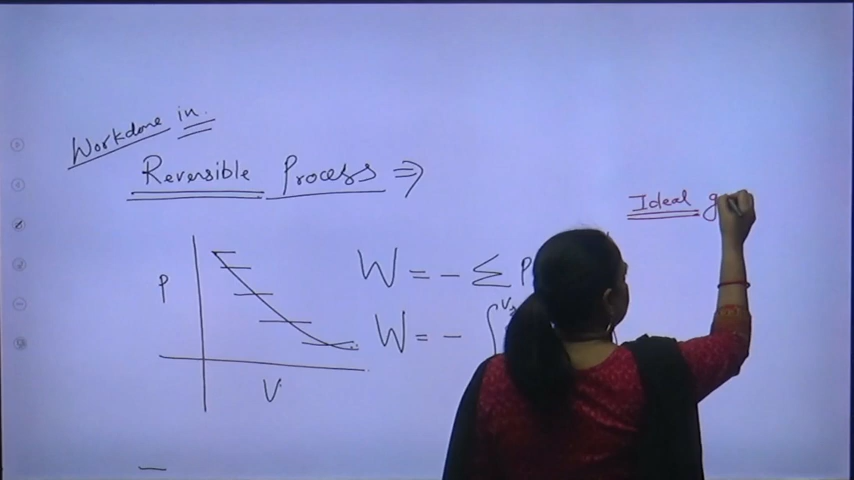 Workdone in.
Reversible Process ⇒
Ideal
P
W = - Σ P
W = - ∫
V